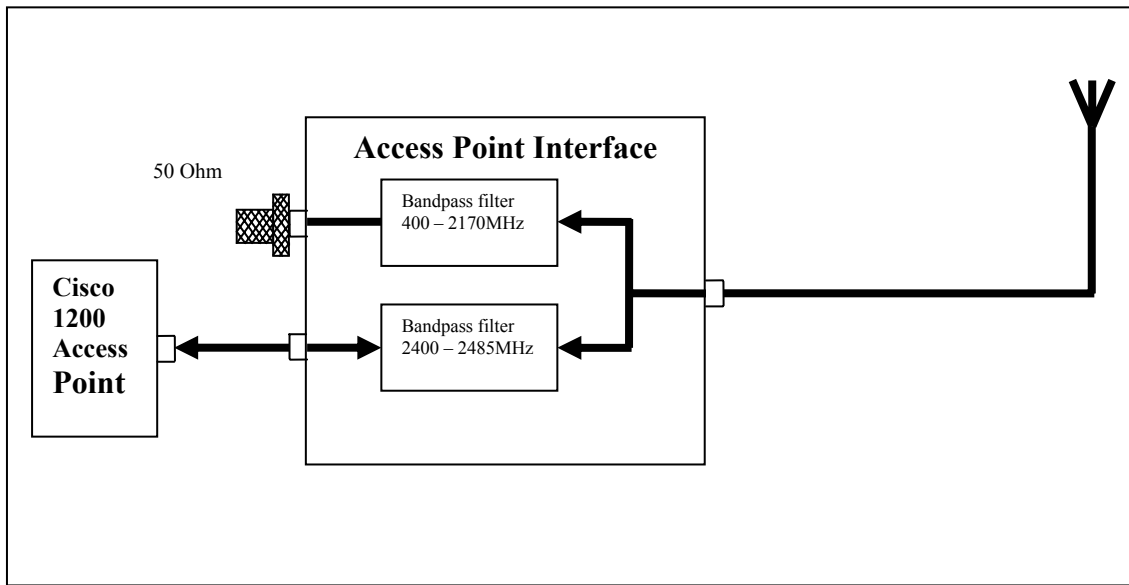 Access Point Interface
50 Ohm
Bandpass filter
400 – 2170MHz
Cisco
1200
Access
Point
Bandpass filter
2400 – 2485MHz